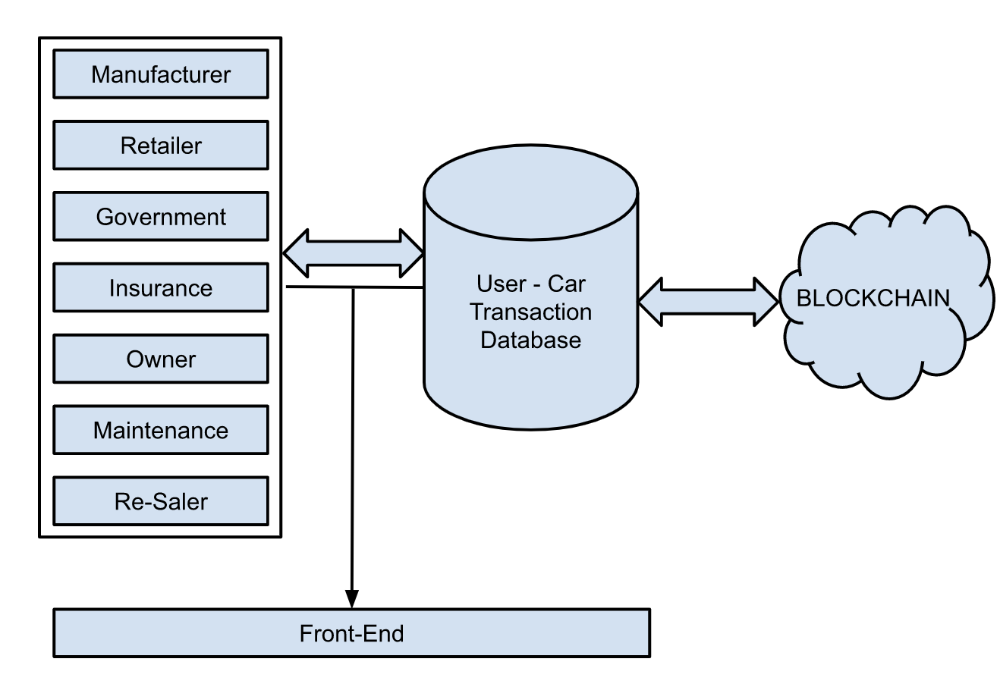 Manufacturer
Retailer
Government
Insurance
Owner
Maintenance
Re-Saler
User - Car
Transaction
Database
BLOCKCHAIN
Front-End